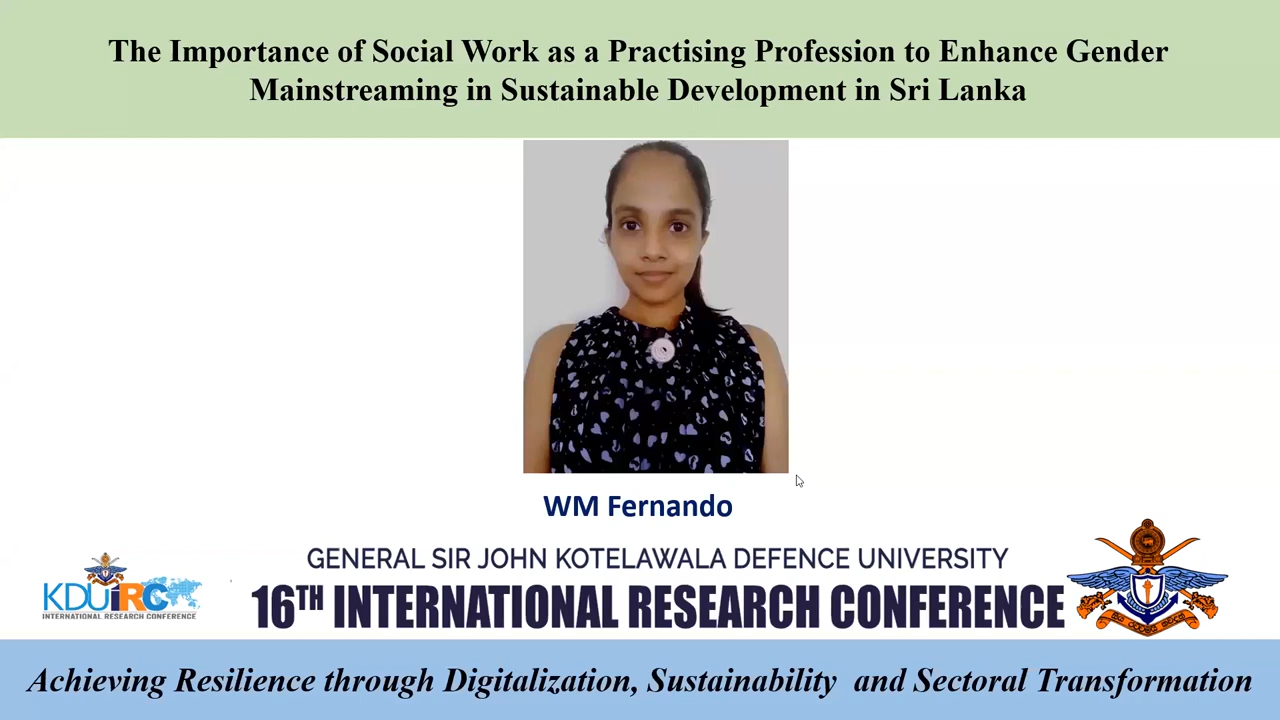 The Importance of Social Work as a Practising Profession to Enhance Gender
Mainstreaming in Sustainable Development in Sri Lanka
WM Fernando
GENERAL SIR JOHN KOTELAWALA DEFENCE UNIVERSITY
16TH INTERNATIONAL RESEARCH CONFERENCE
KDUIRC
INTERNATIONAL RESEARCH CONFERENCE
Achieving Resilience through Digitalization, Sustainability and Sectoral Transformation